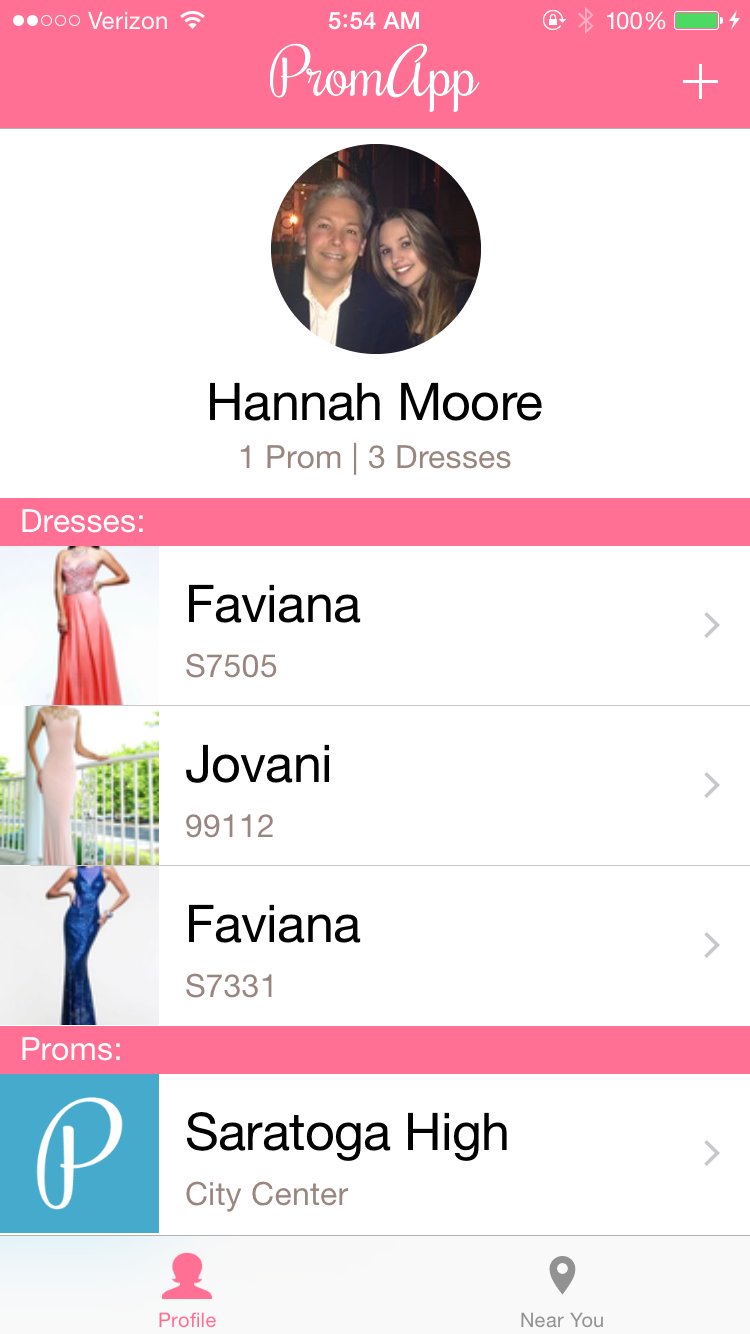 Verizon 5:54 AM 100%
PromApp
Hannah Moore
1 Prom | 3 Dresses
Dresses:
Faviana
S7505
Jovani
99112
Faviana
S7331
Proms:
P
Saratoga High
City Center
Profile Near You